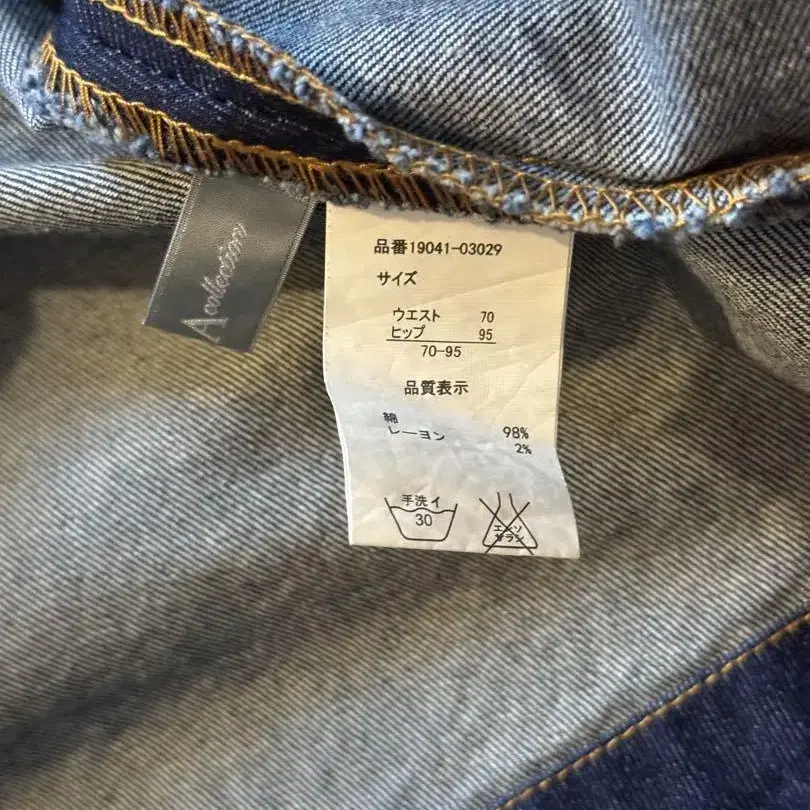 A collection
品番19041-03029
サイズ
ウエスト 70
ヒップ 95
70-95
品質表示
綿 98%
レーヨン 2%
手洗イ
30
エンソ
サラシ